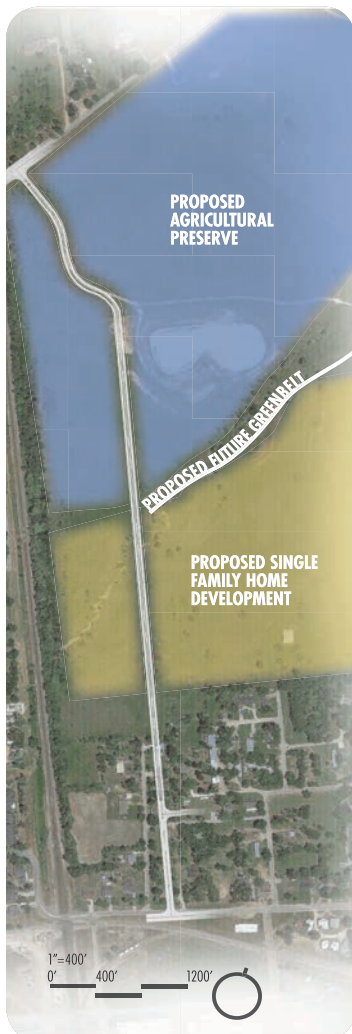 PROPOSED
AGRICULTURAL
PRESERVE
PROPOSED FUTURE GREENBELT
PROPOSED SINGLE
FAMILY HOME
DEVELOPMENT
1”=400’
0’ 400’ 1200’